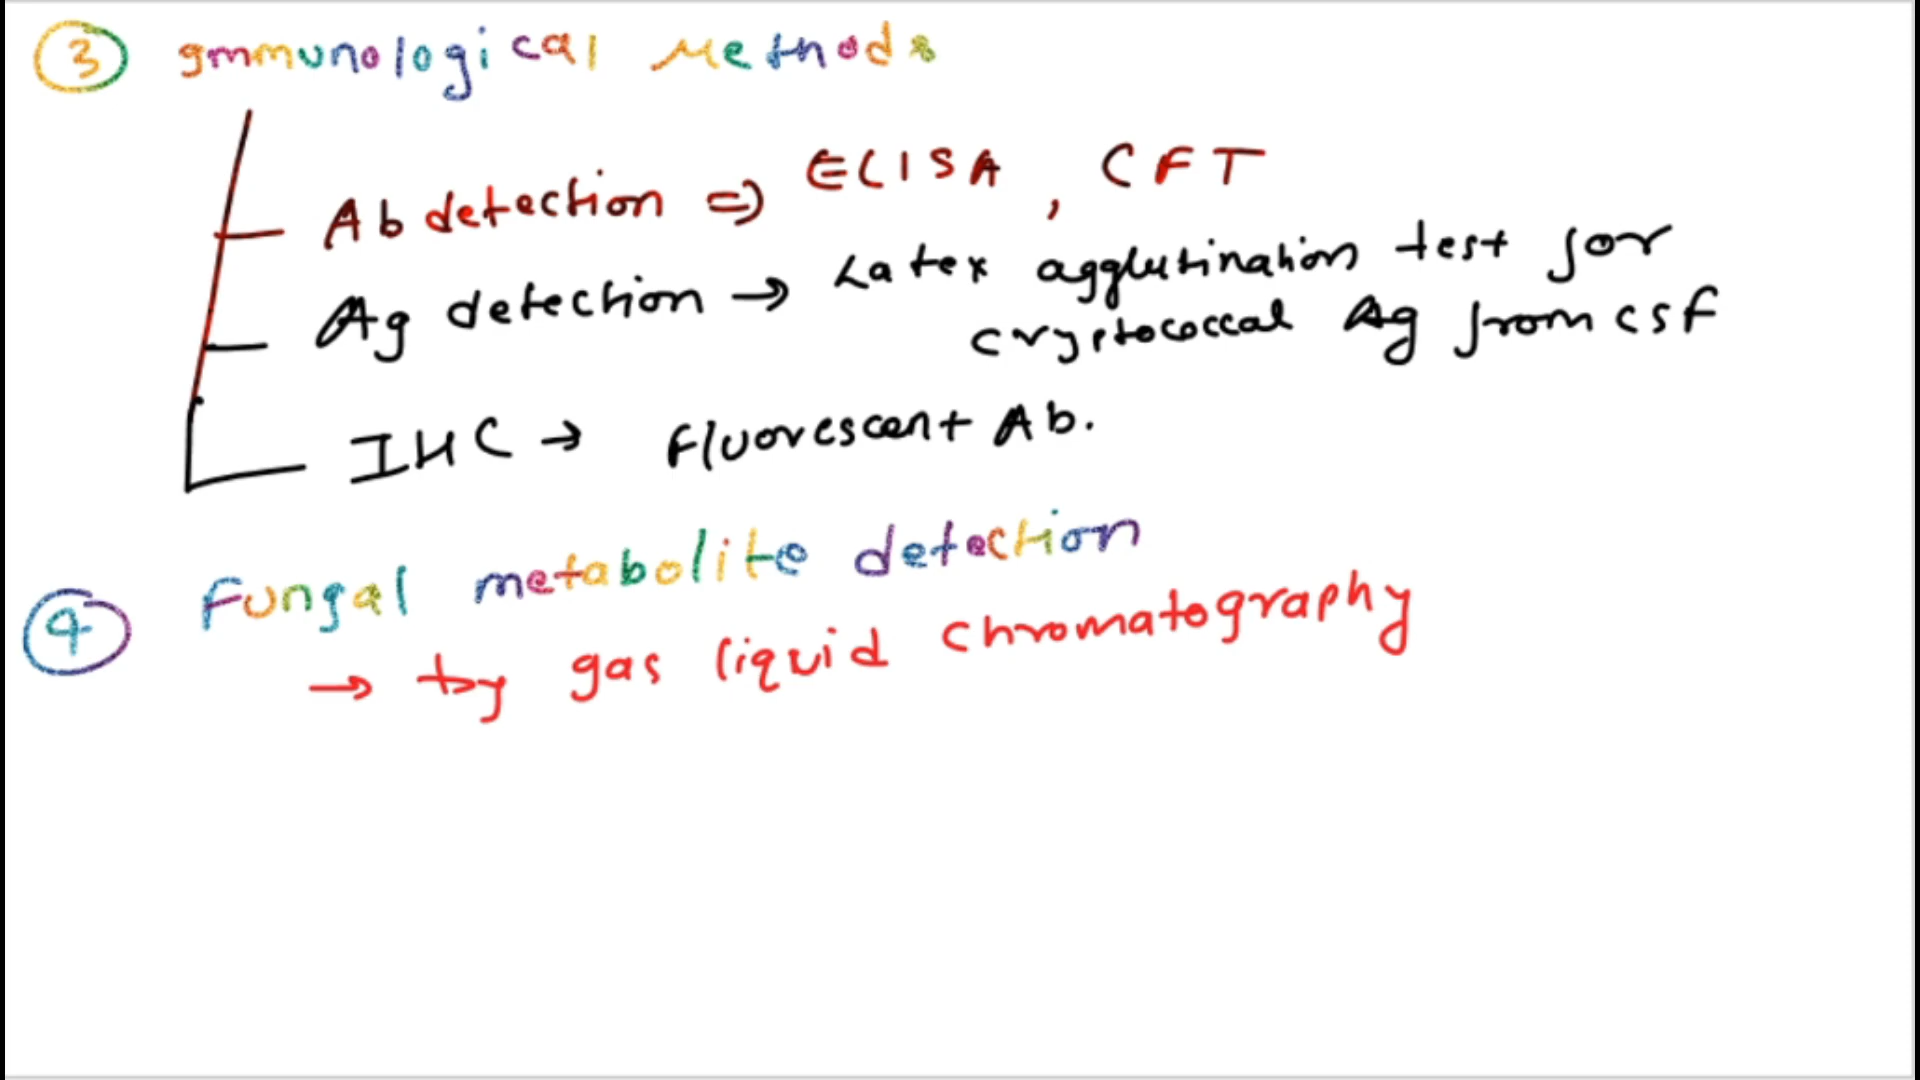 3 Immunological Methods
Ab detection => ELISA, CFT
Ag detection → Latex agglutination test for
cryptococcal Ag from CSF
IHC → Fluorescent Ab.
4 Fungal metabolite detection
→ by gas liquid chromatography